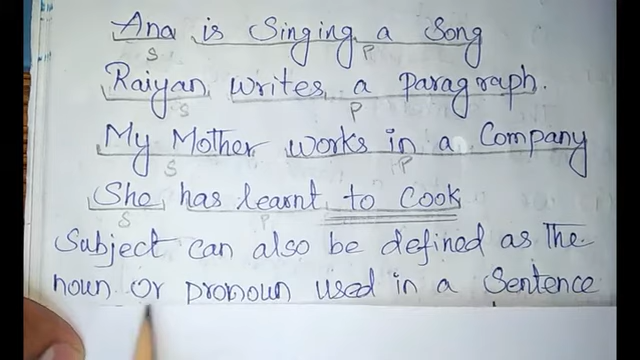 Ana is Singing a Song
S P
Raiyan writes a paragraph.
S P
My Mother works in a Company
S P
She has learnt to Cook
S P
Subject can also be defined as the
noun or pronoun used in a Sentence